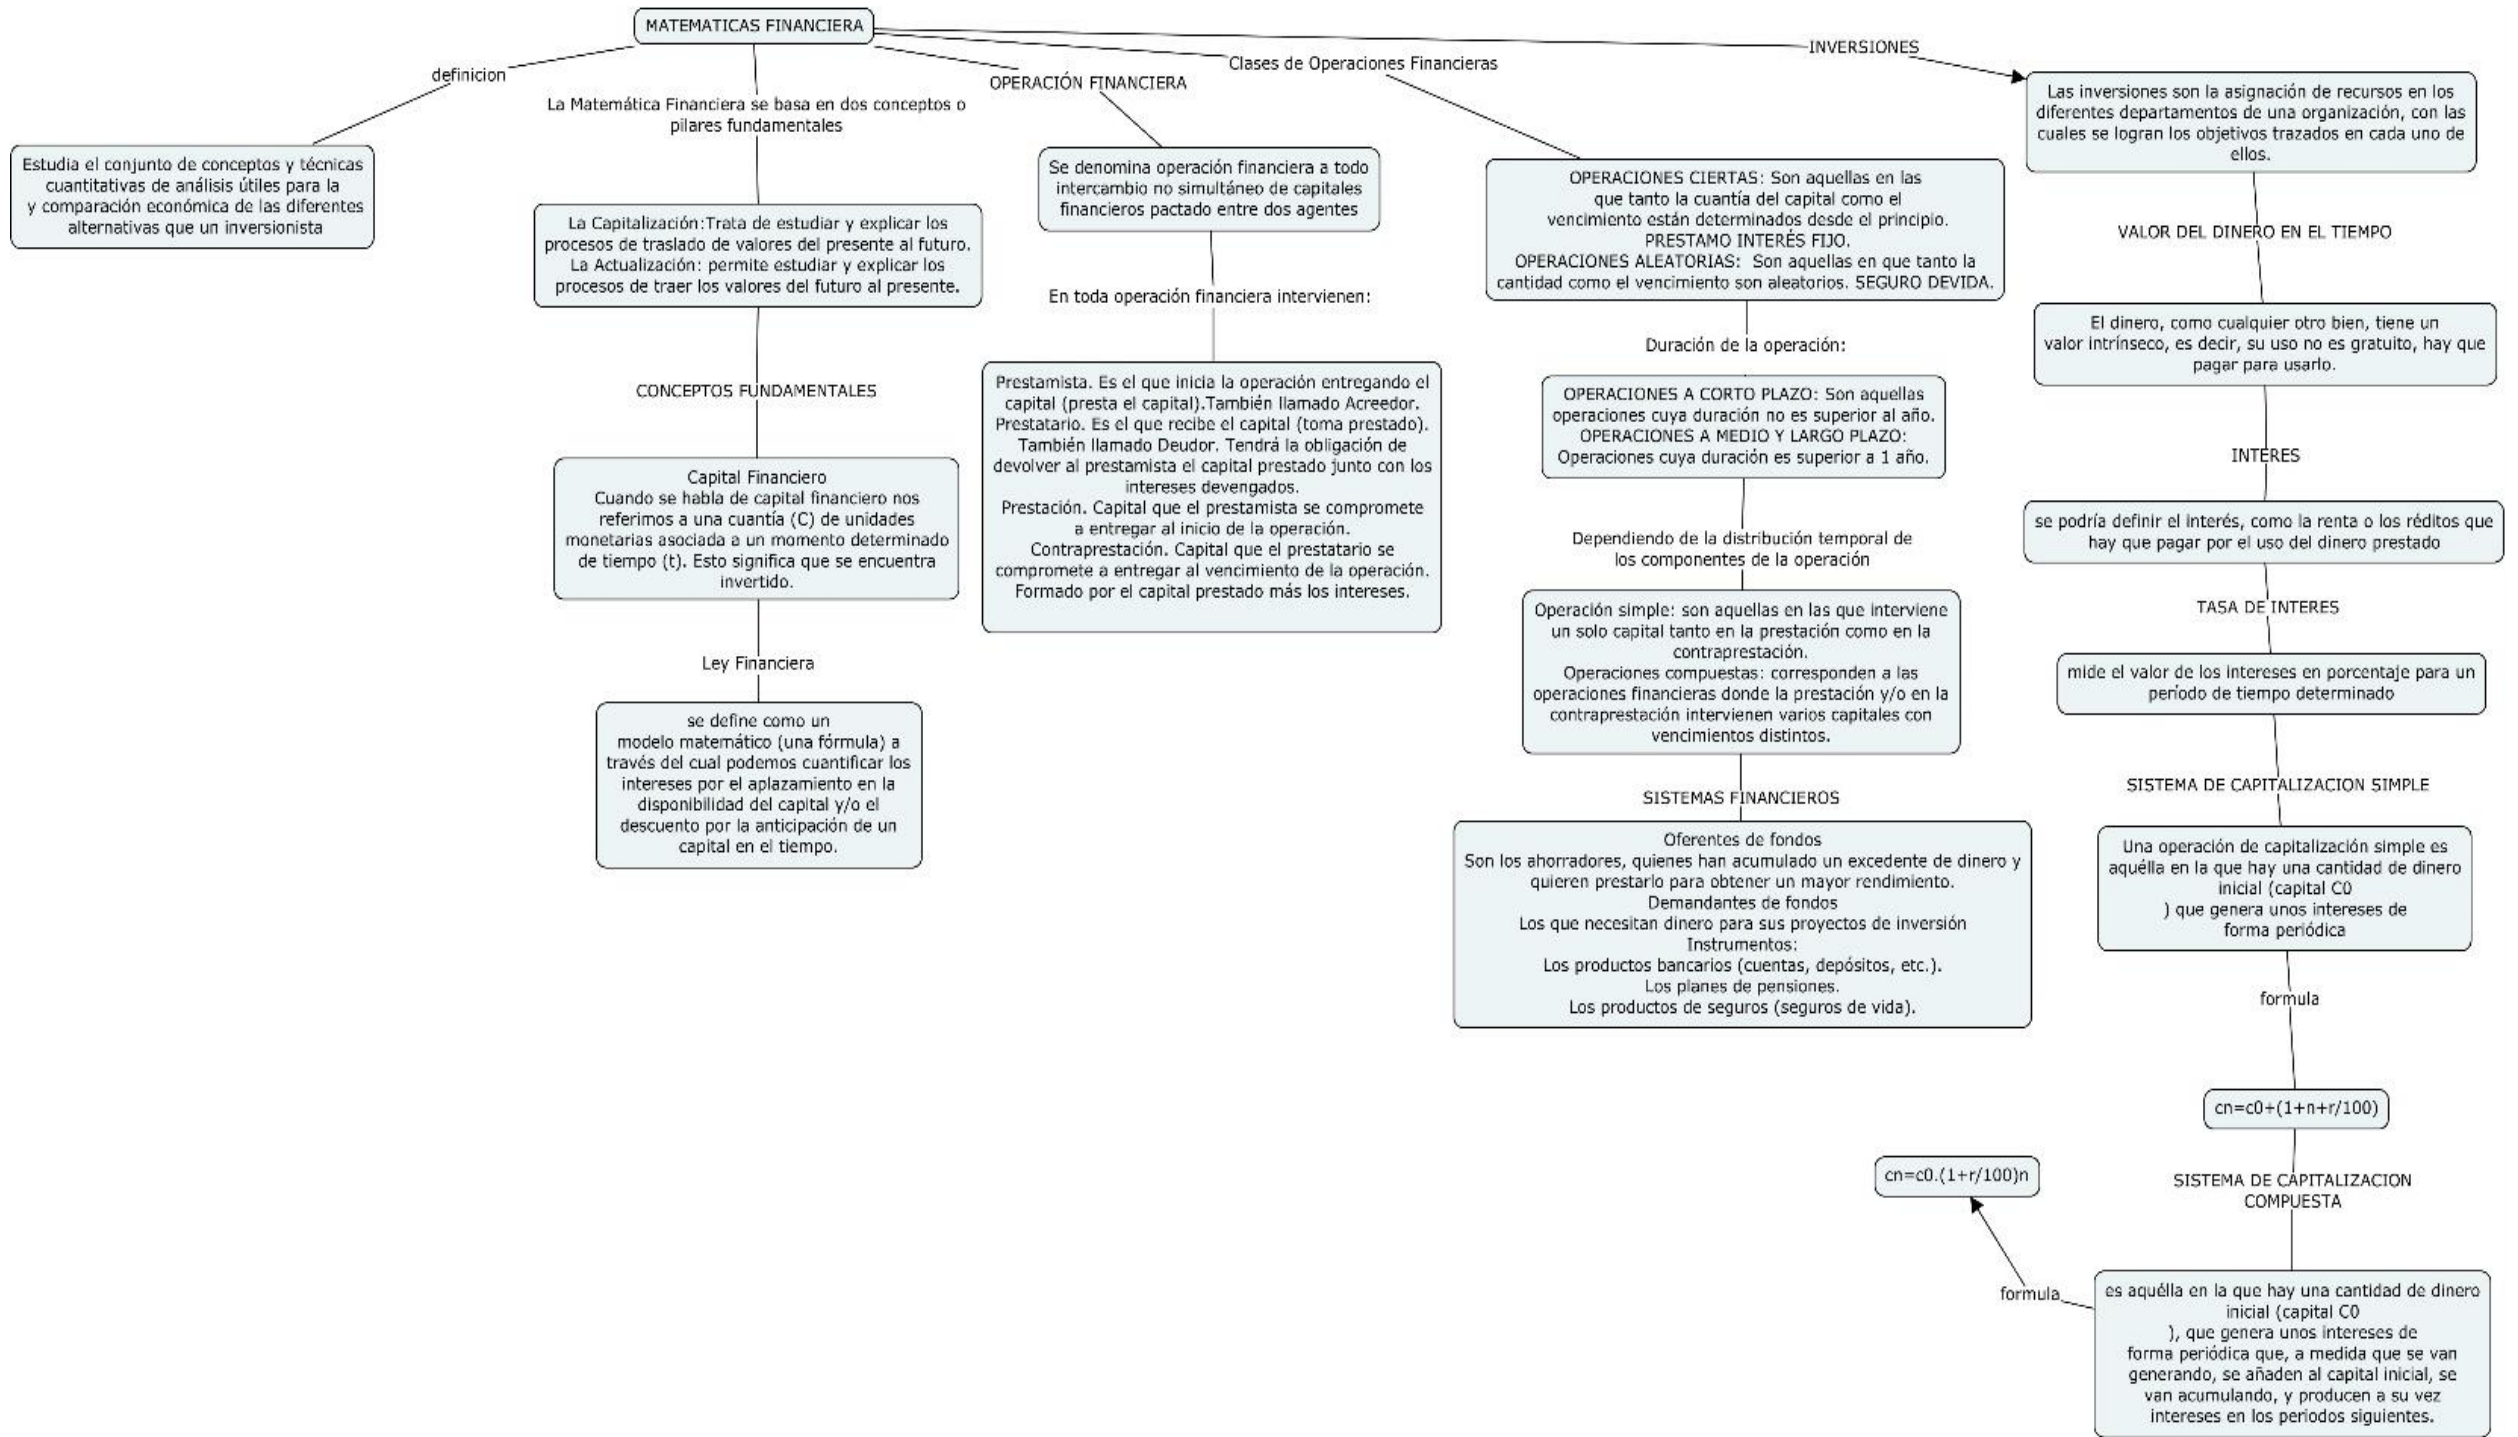 MATEMATICAS FINANCIERA
definicion
Estudia el conjunto de conceptos y técnicas
cuantitativas de análisis útiles para la
y comparación económica de las diferentes
alternativas que un inversionista
La Matemática Financiera se basa en dos conceptos o
pilares fundamentales
La Capitalización:Trata de estudiar y explicar los
procesos de traslado de valores del presente al futuro.
La Actualización: permite estudiar y explicar los
procesos de traer los valores del futuro al presente.
CONCEPTOS FUNDAMENTALES
Capital Financiero
Cuando se habla de capital financiero nos
referimos a una cuantía (C) de unidades
monetarias asociada a un momento determinado
de tiempo (t). Esto significa que se encuentra
invertido.
Ley Financiera
se define como un
modelo matemático (una fórmula) a
través del cual podemos cuantificar los
intereses por el aplazamiento en la
disponibilidad del capital y/o el
descuento por la anticipación de un
capital en el tiempo.
OPERACIÓN FINANCIERA
Se denomina operación financiera a todo
intercambio no simultáneo de capitales
financieros pactado entre dos agentes
En toda operación financiera intervienen:
Prestamista. Es el que inicia la operación entregando el
capital (presta el capital).También llamado Acreedor.
Prestatario. Es el que recibe el capital (toma prestado).
También llamado Deudor. Tendrá la obligación de
devolver al prestamista el capital prestado junto con los
intereses devengados.
Prestación. Capital que el prestamista se compromete
a entregar al inicio de la operación.
Contraprestación. Capital que el prestatario se
compromete a entregar al vencimiento de la operación.
Formado por el capital prestado más los intereses.
Clases de Operaciones Financieras
OPERACIONES CIERTAS: Son aquellas en las
que tanto la cuantía del capital como el
vencimiento están determinados desde el principio.
PRESTAMO INTERÉS FIJO.
OPERACIONES ALEATORIAS: Son aquellas en que tanto la
cantidad como el vencimiento son aleatorios. SEGURO DEVIDA.
Duración de la operación:
OPERACIONES A CORTO PLAZO: Son aquellas
operaciones cuya duración no es superior al año.
OPERACIONES A MEDIO Y LARGO PLAZO:
Operaciones cuya duración es superior a 1 año.
Dependiendo de la distribución temporal de
los componentes de la operación
Operación simple: son aquellas en las que interviene
un solo capital tanto en la prestación como en la
contraprestación.
Operaciones compuestas: corresponden a las
operaciones financieras donde la prestación y/o en la
contraprestación intervienen varios capitales con
vencimientos distintos.
SISTEMAS FINANCIEROS
Oferentes de fondos
Son los ahorradores, quienes han acumulado un excedente de dinero y
quieren prestarlo para obtener un mayor rendimiento.
Demandantes de fondos
Los que necesitan dinero para sus proyectos de inversión
Instrumentos:
Los productos bancarios (cuentas, depósitos, etc.).
Los planes de pensiones.
Los productos de seguros (seguros de vida).
INVERSIONES
Las inversiones son la asignación de recursos en los
diferentes departamentos de una organización, con las
cuales se logran los objetivos trazados en cada uno de
ellos.
VALOR DEL DINERO EN EL TIEMPO
El dinero, como cualquier otro bien, tiene un
valor intrínseco, es decir, su uso no es gratuito, hay que
pagar para usarlo.
INTERES
se podría definir el interés, como la renta o los réditos que
hay que pagar por el uso del dinero prestado
TASA DE INTERES
mide el valor de los intereses en porcentaje para un
período de tiempo determinado
SISTEMA DE CAPITALIZACION SIMPLE
Una operación de capitalización simple es
aquélla en la que hay una cantidad de dinero
inicial (capital C0
) que genera unos intereses de
forma periódica
formula
cn=c0+(1+n+r/100)
SISTEMA DE CAPITALIZACION
COMPUESTA
es aquélla en la que hay una cantidad de dinero
inicial (capital C0
), que genera unos intereses de
forma periódica que, a medida que se van
generando, se añaden al capital inicial, se
van acumulando, y producen a su vez
intereses en los periodos siguientes.
formula
cn=c0.(1+r/100)n